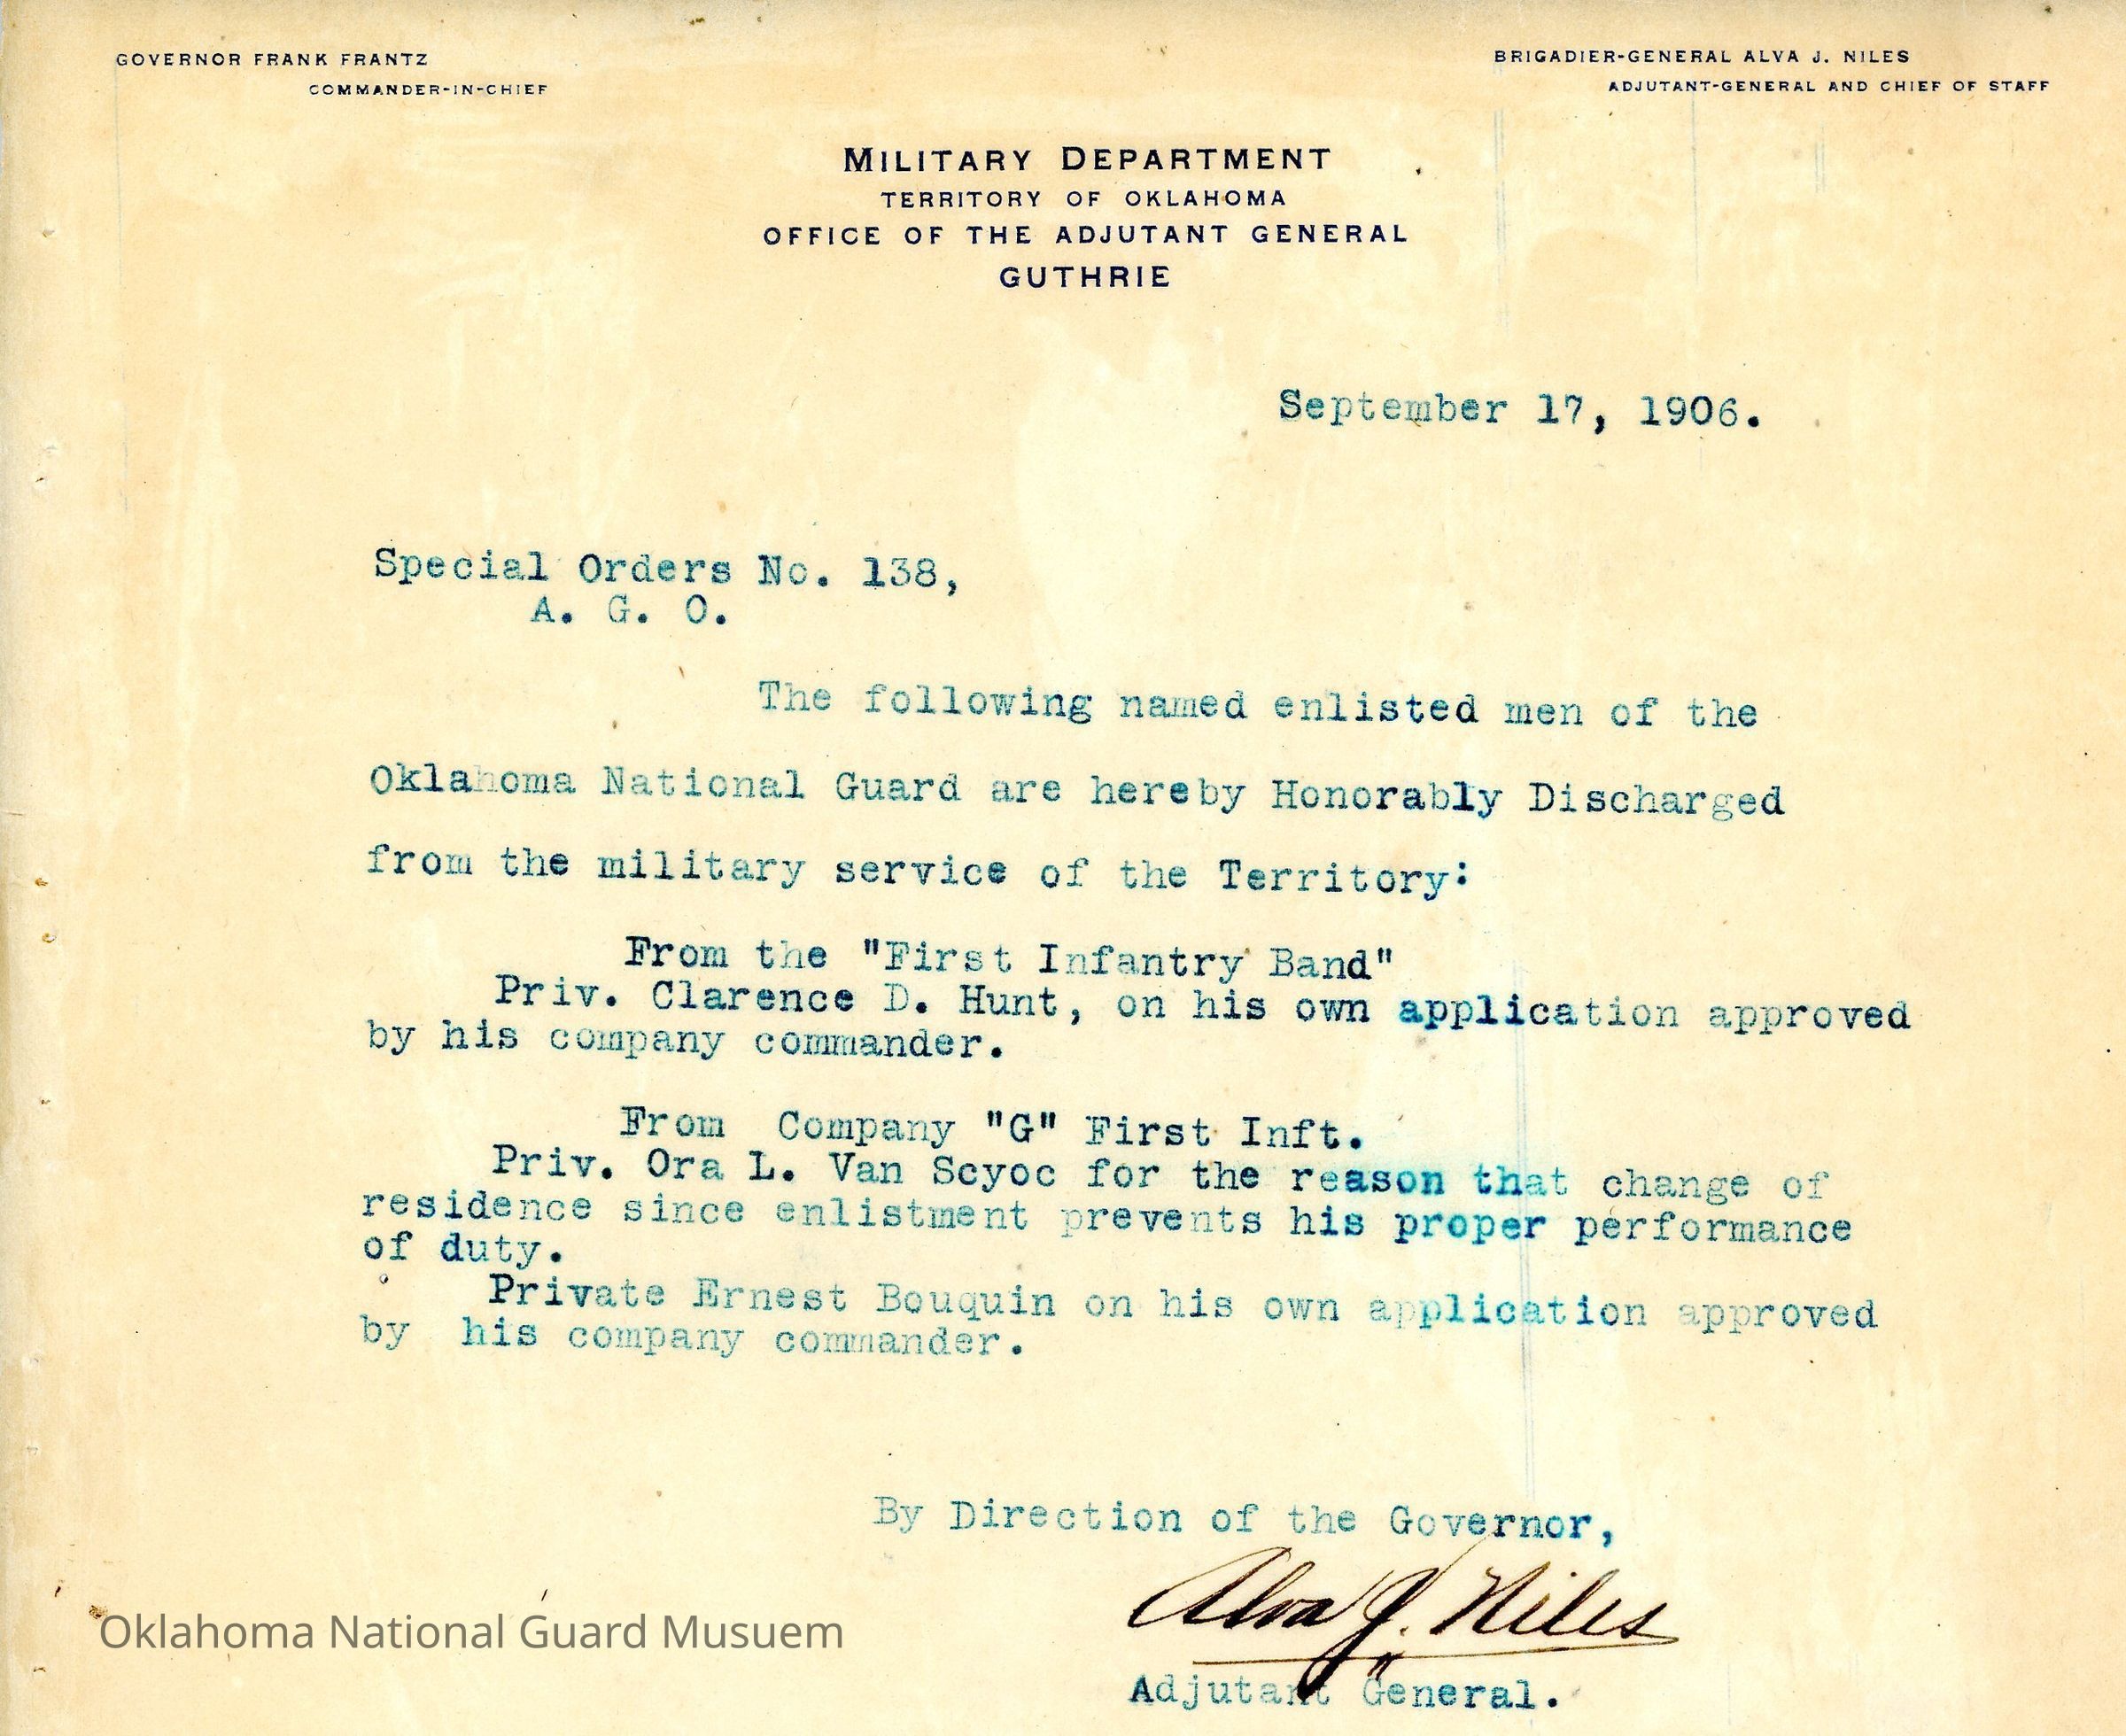 GOVERNOR FRANK FRANTZ
COMMANDER-IN-CHIEF
BRIGADIER-GENERAL ALVA J. NILES
ADJUTANT-GENERAL AND CHIEF OF STAFF
MILITARY DEPARTMENT
TERRITORY OF OKLAHOMA
OFFICE OF THE ADJUTANT GENERAL
GUTHRIE
September 17, 1906.
Special Orders No. 138,
A. G. O.
The following named enlisted men of the
Oklahoma National Guard are hereby Honorably Discharged
from the military service of the Territory:
From the "First Infantry Band"
Priv. Clarence D. Hunt, on his own application approved
by his company commander.
From Company "G" First Inft.
Priv. Ora L. Van Scyoc for the reason that change of
residence since enlistment prevents his proper performance
of duty.
Private Ernest Bouquin on his own application approved
by his company commander.
By Direction of the Governor,
Alva J. Niles
Adjutant General.
Oklahoma National Guard Musuem